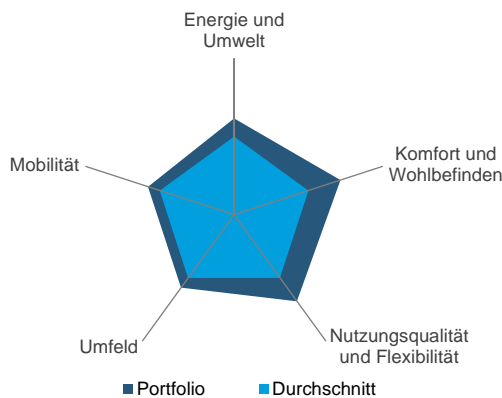 Energie und
Umwelt
Mobilität
Komfort und
Wohlbefinden
Umfeld
Nutzungsqualität
und Flexibilität
Portfolio
Durchschnitt